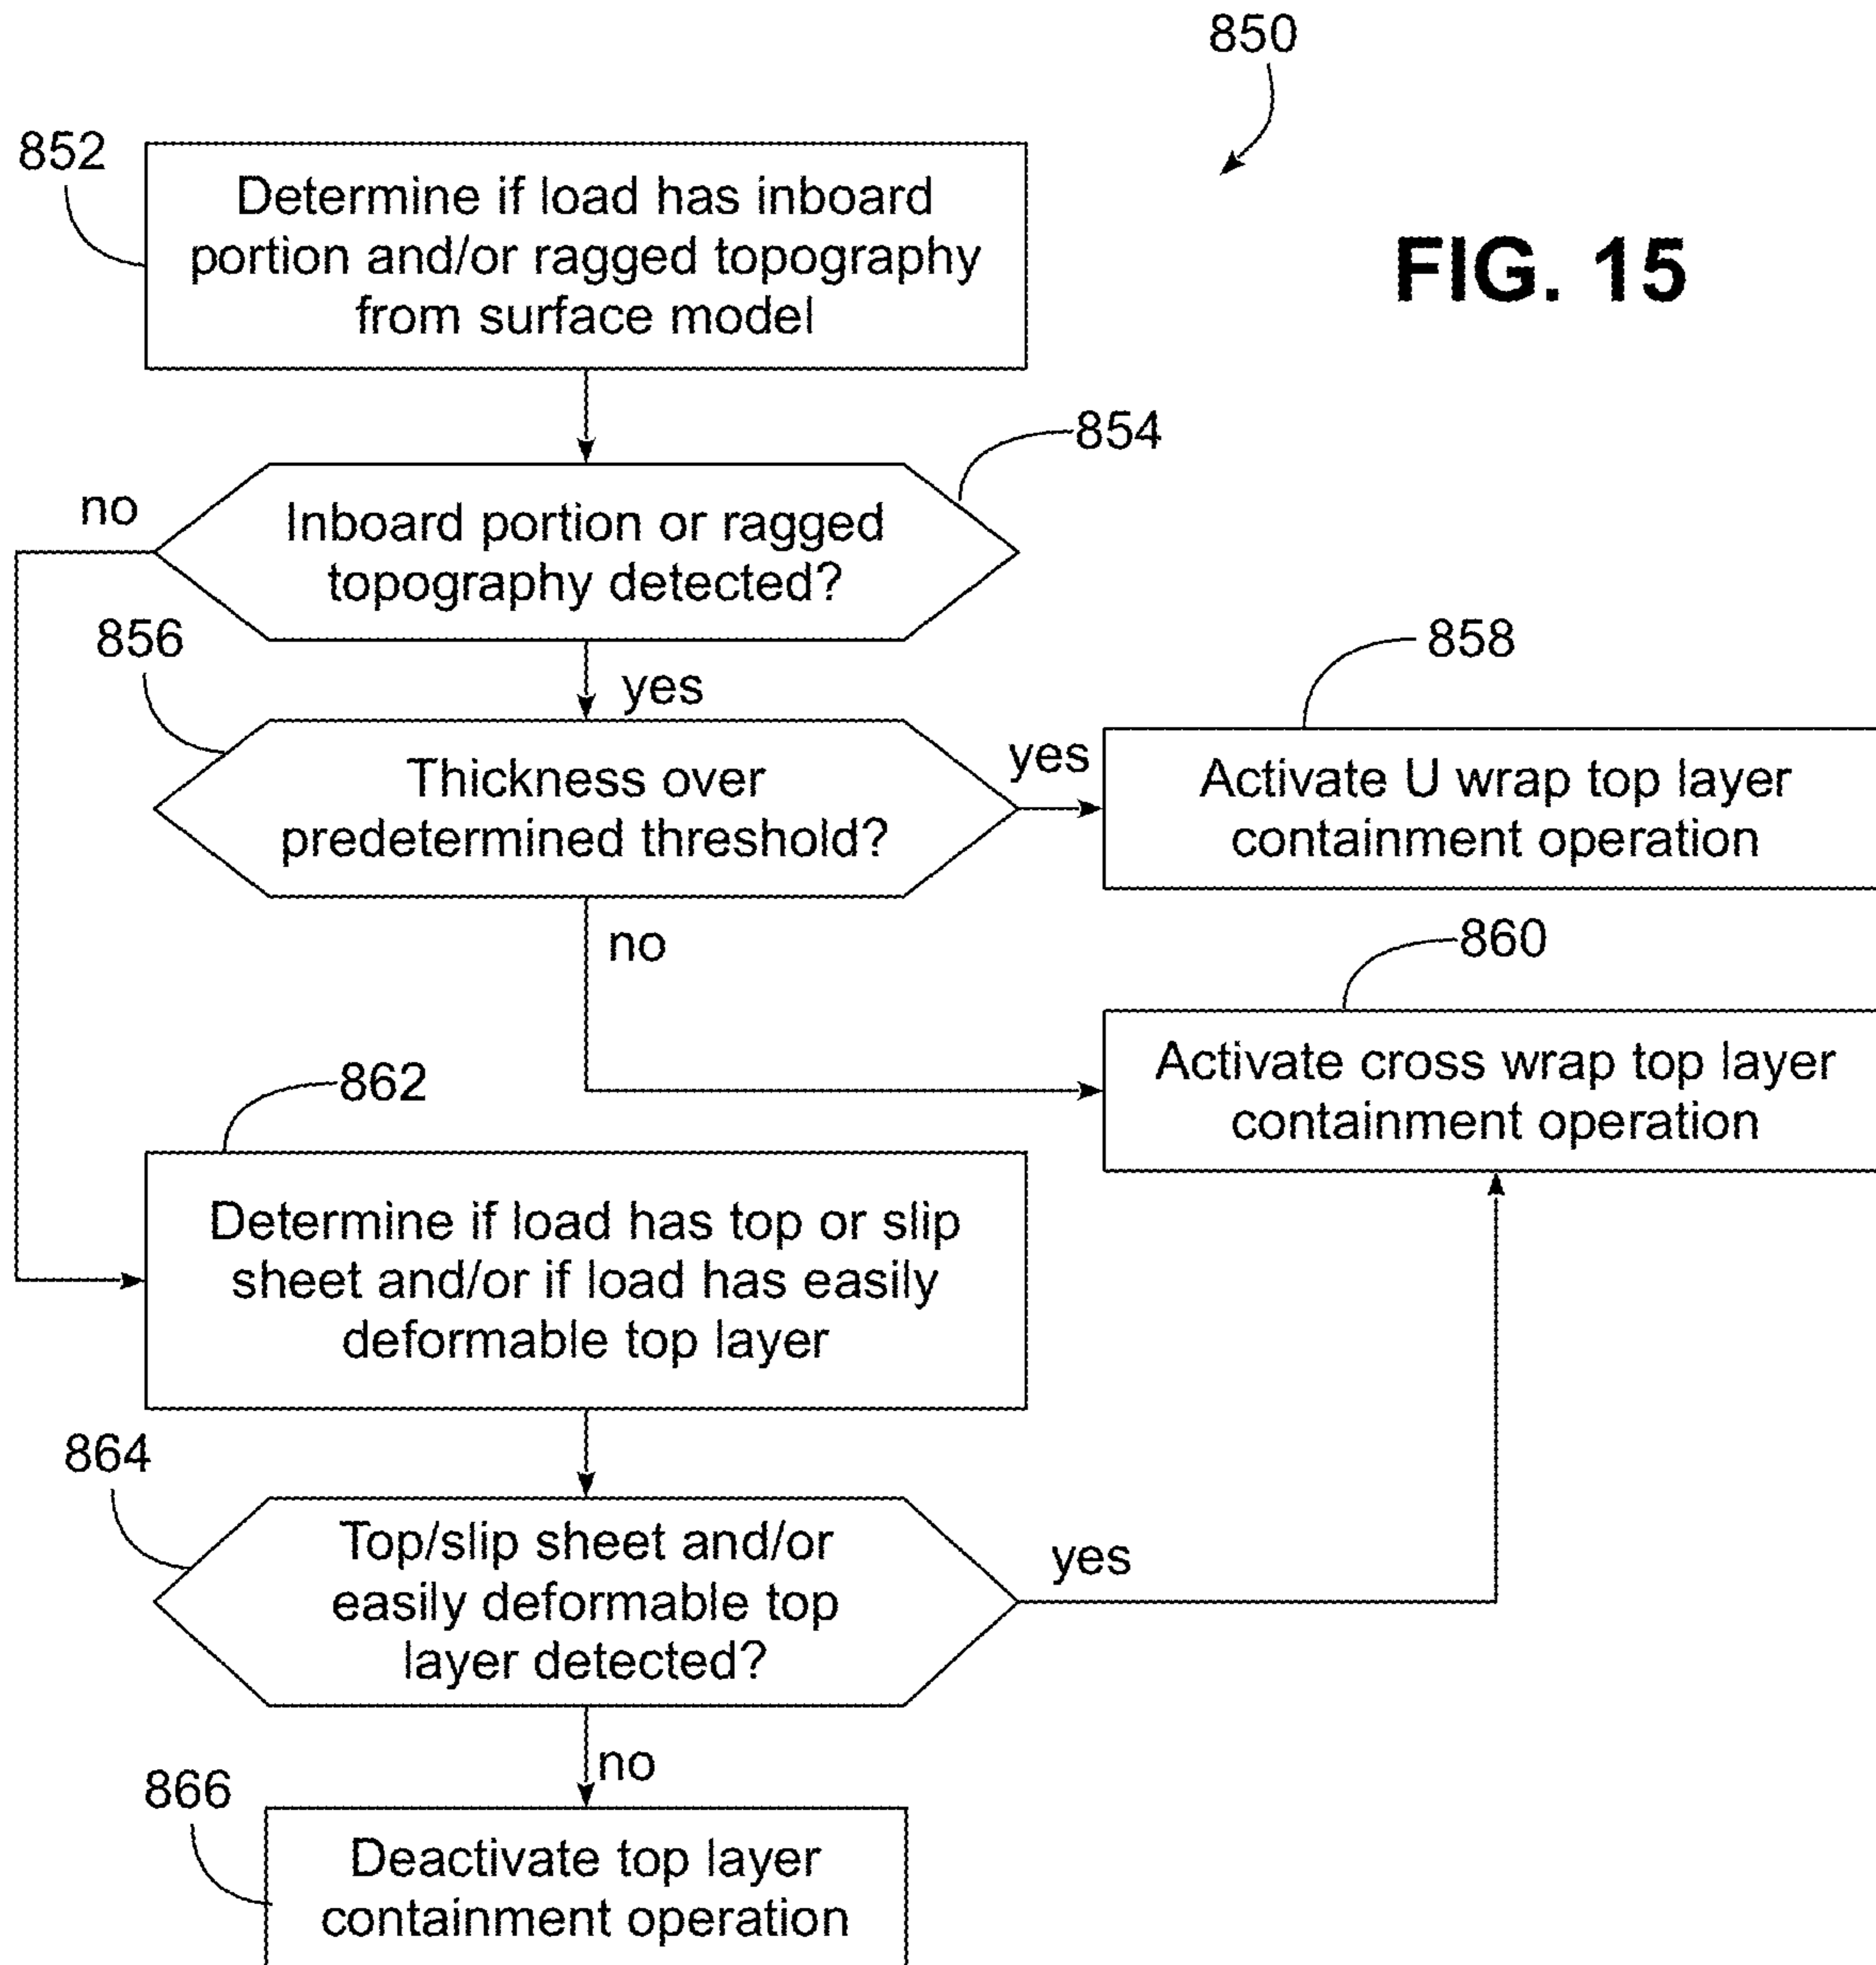 850
852
Determine if load has inboard
portion and/or ragged topography
from surface model
FIG. 15
854
no
Inboard portion or ragged
topography detected?
856
yes
858
Thickness over
predetermined threshold?
yes
Activate U wrap top layer
containment operation
no
860
Activate cross wrap top layer
containment operation
862
Determine if load has top or slip
sheet and/or if load has easily
deformable top layer
864
Top/slip sheet and/or
easily deformable top
layer detected?
yes
no
866
Deactivate top layer
containment operation